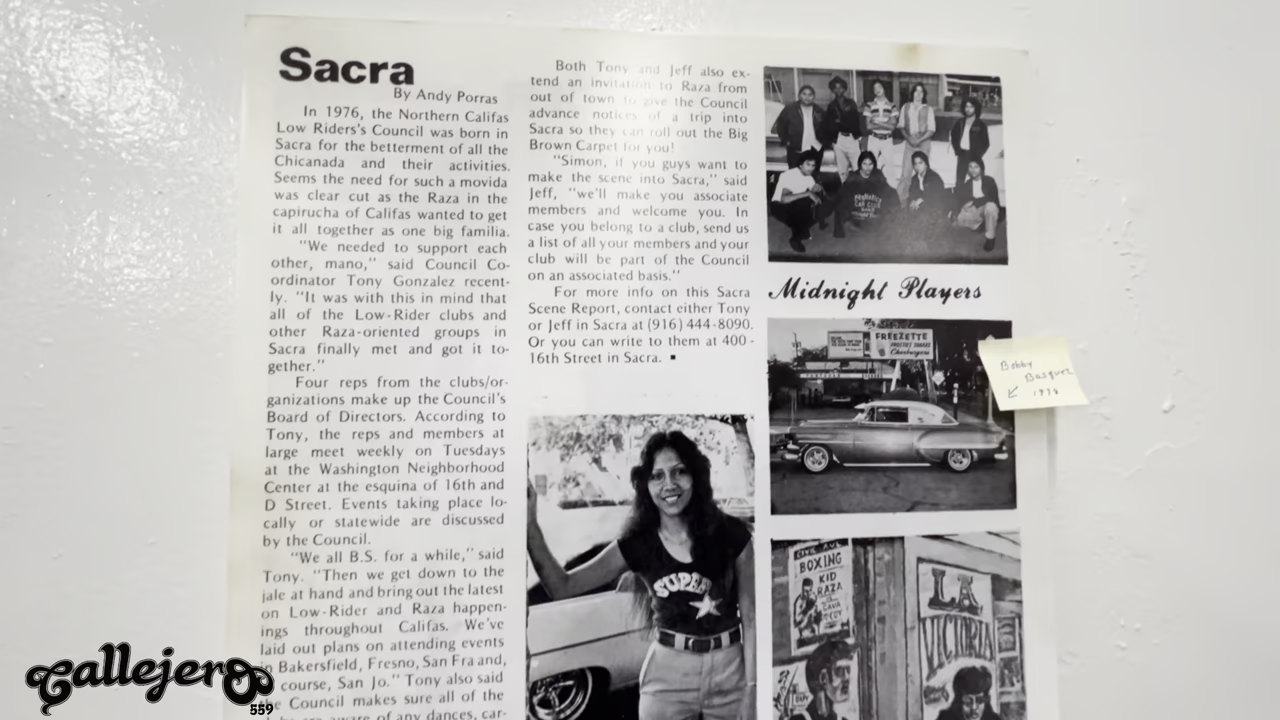 Sacra
By Andy Porras
In 1976, the Northern Califas
Low Riders's Council was born in
Sacra for the betterment of all the
Chicanada and their activities.
Seems the need for such a movida
was clear cut as the Raza in the
capirucha of Califas wanted to get
it all together as one big familia.
"We needed to support each
other, mano," said Council Co-
ordinator Tony Gonzalez recent-
ly. "It was with this in mind that
all of the Low-Rider clubs and
other Raza-oriented groups in
Sacra finally met and got it to-
gether."
Four reps from the clubs/or-
ganizations make up the Council's
Board of Directors. According to
Tony, the reps and members at
large meet weekly on Tuesdays
at the Washington Neighborhood
Center at the esquina of 16th and
D Street. Events taking place lo-
cally or statewide are discussed
by the Council.
"We all B.S. for a while," said
Tony. "Then we get down to the
jale at hand and bring out the latest
on Low-Rider and Raza happen-
ings throughout Califas. We've
laid out plans on attending events
in Bakersfield, Fresno, San Fra and,
course, San Jo." Tony also said
the Council makes sure all of the
aware of any dances, car-
Both Tony and Jeff also ex-
tend an invitation to Raza from
out of town to give the Council
advance notices of a trip into
Sacra so they can roll out the Big
Brown Carpet for you!
"Simon, if you guys want to
make the scene into Sacra," said
Jeff, "we'll make you associate
members and welcome you. In
case you belong to a club, send us
a list of all your members and your
club will be part of the Council
on an associated basis."
For more info on this Sacra
Scene Report, contact either Tony
or Jeff in Sacra at (916) 444-8090.
Or you can write to them at 400 -
16th Street in Sacra. ▪
SUPER
CAR CLUB
Midnight Players
FREEZETTE
Cheeseburgers
Bobby
1978
CIVIC AUD.
BOXING
KID
RAZA
LA
VICTORIA
Callejero
559